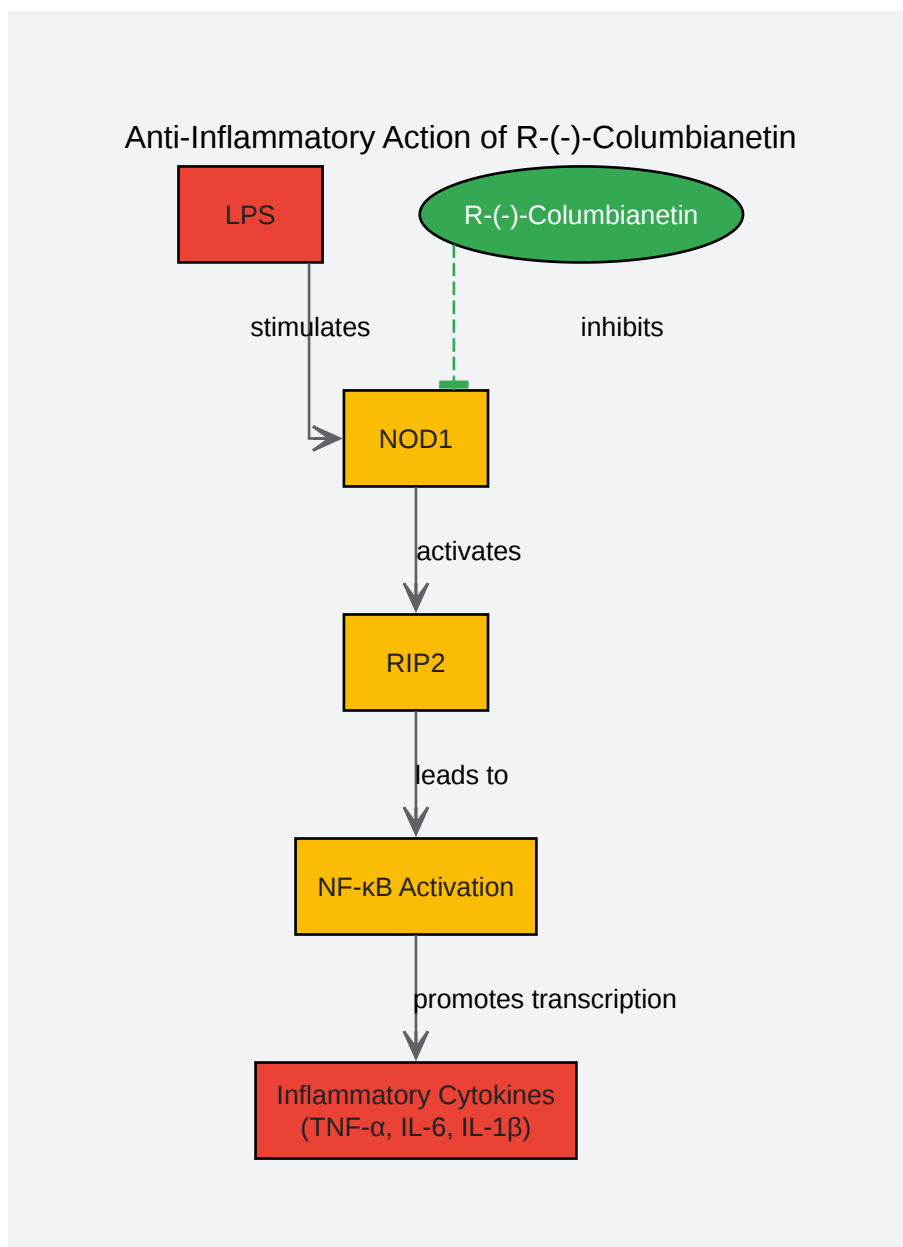 Anti-Inflammatory Action of R-(-)-Columbianetin
LPS
R-(-)-Columbianetin
stimulates
inhibits
NOD1
activates
RIP2
leads to
NF-κB Activation
promotes transcription
Inflammatory Cytokines
(TNF-α, IL-6, IL-1β)